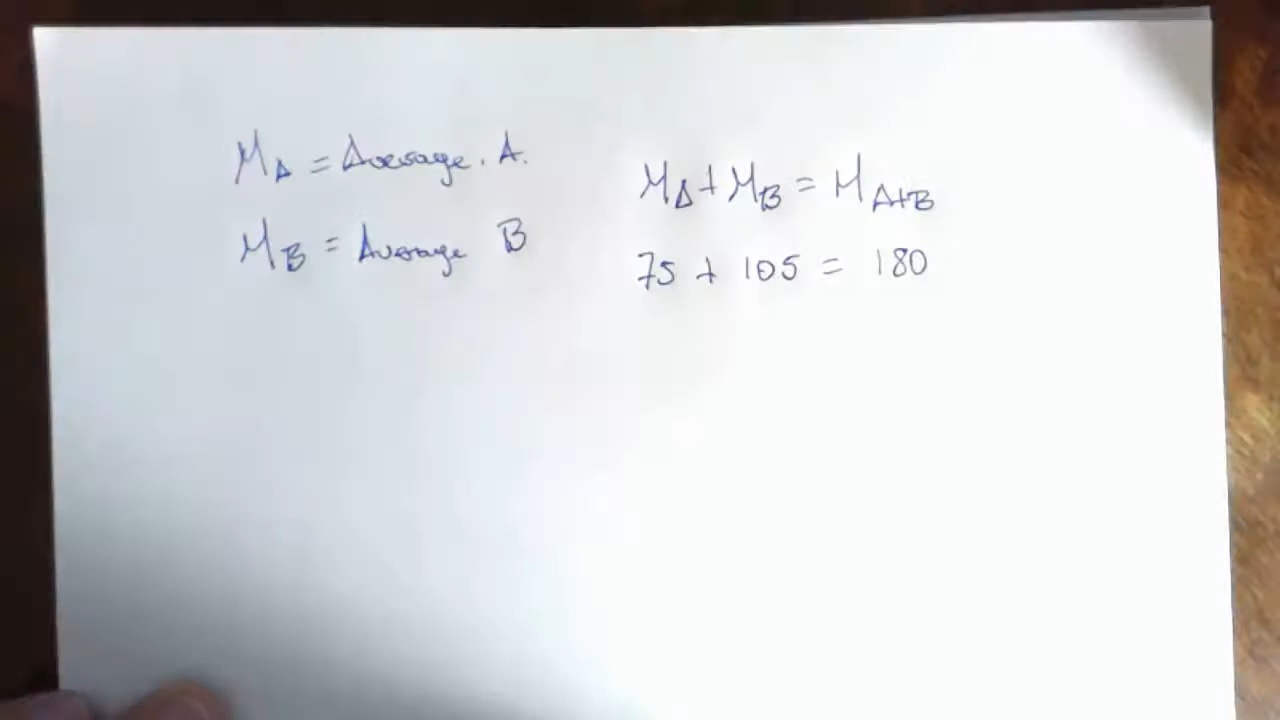 M_A = Average. A.
M_B = Average B
M_A + M_B = M_A+B
75 + 105 = 180